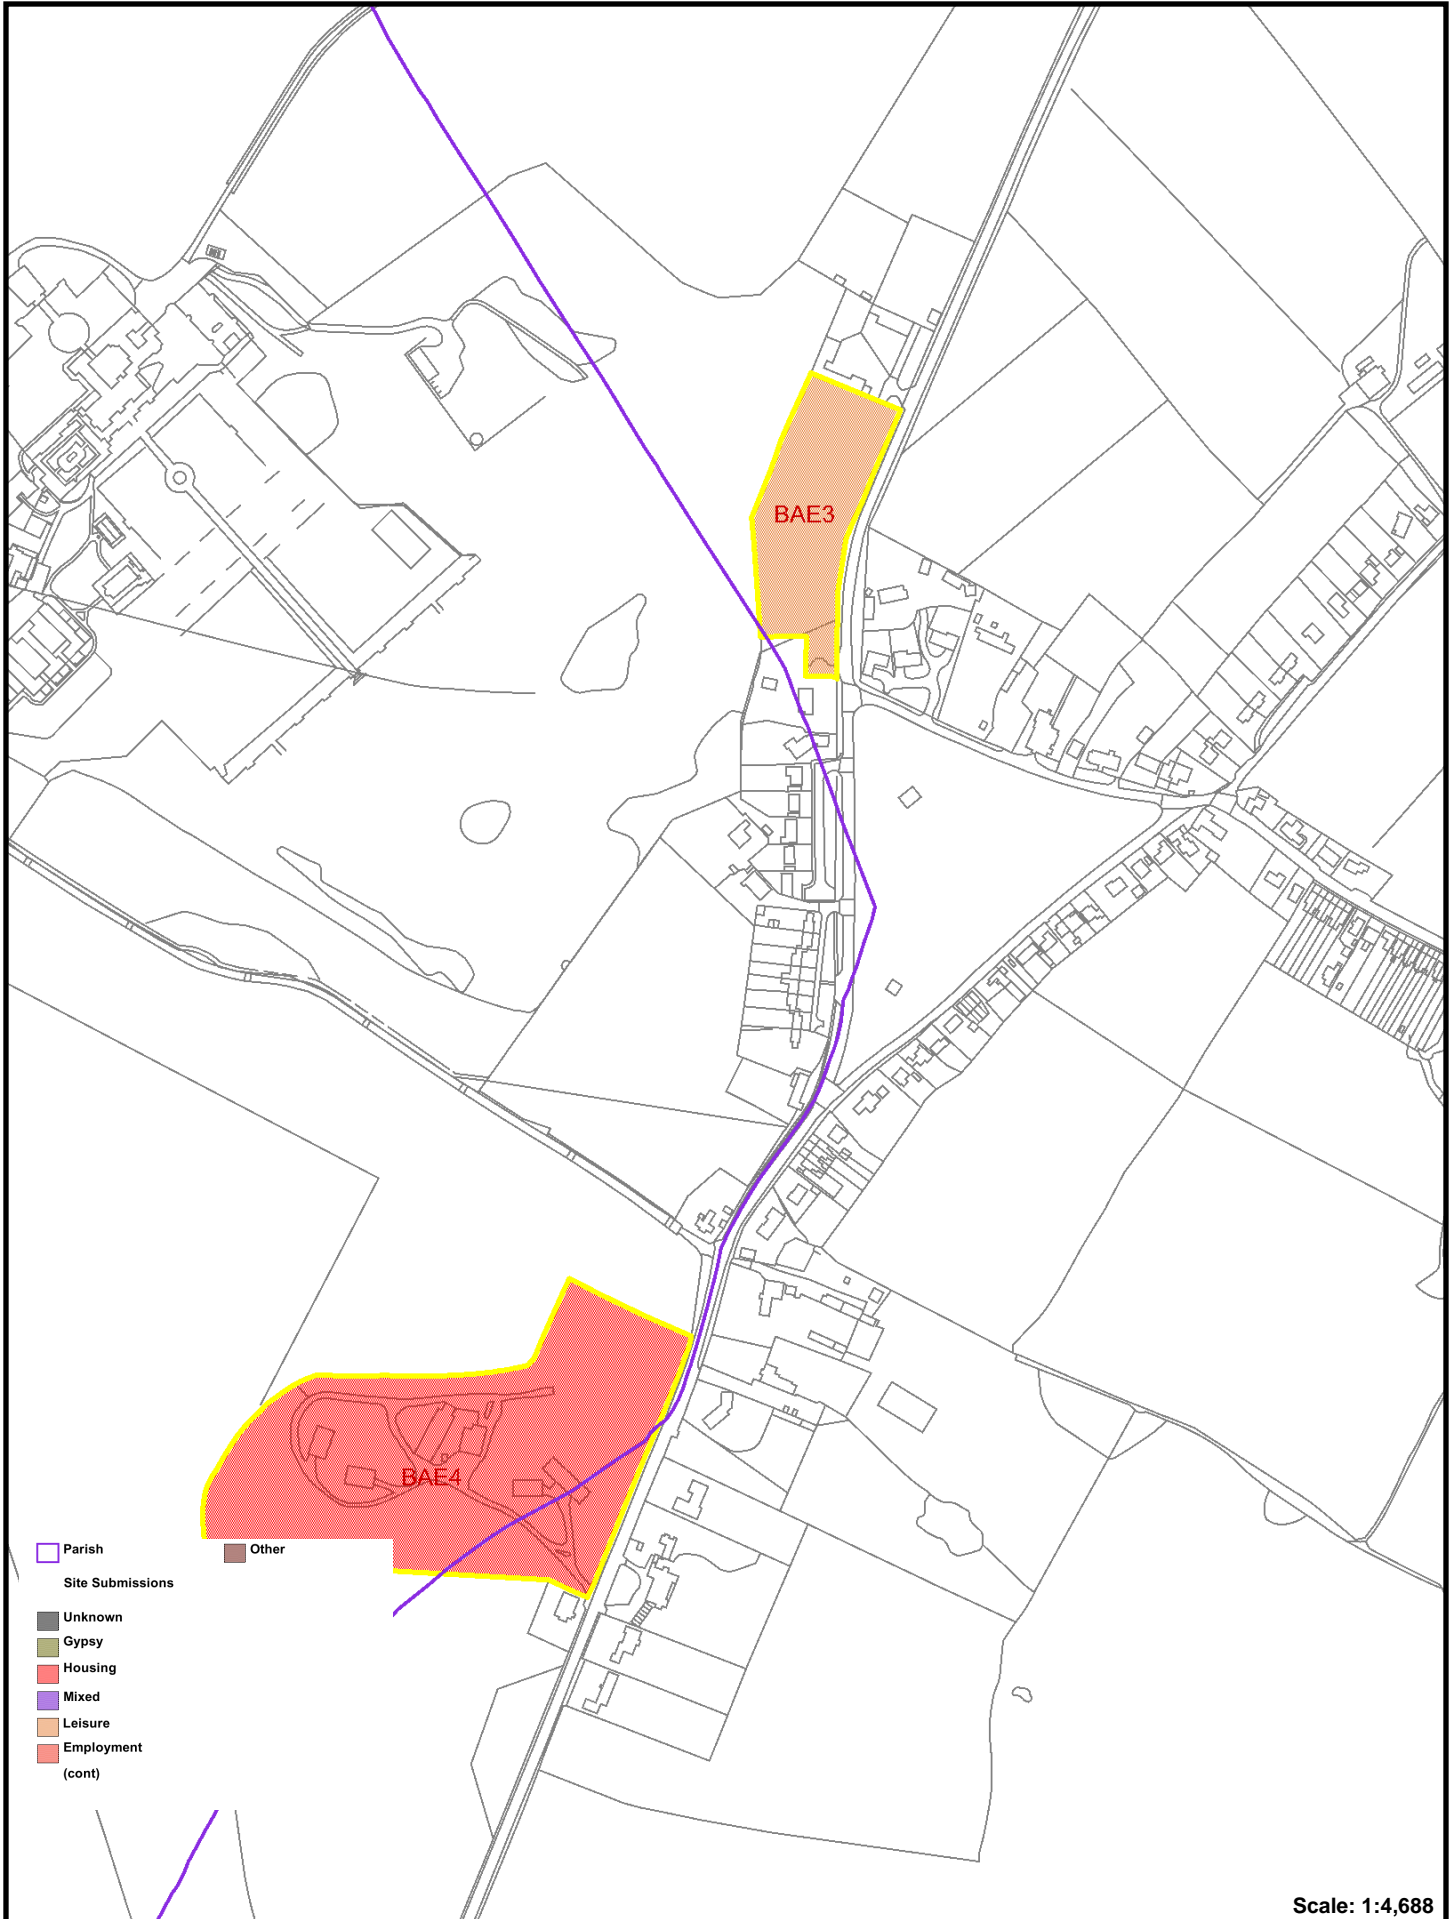 BAE3
BAE4
Parish
Other
Site Submissions
Unknown
Gypsy
Housing
Mixed
Leisure
Employment
(cont)
Scale: 1:4,688